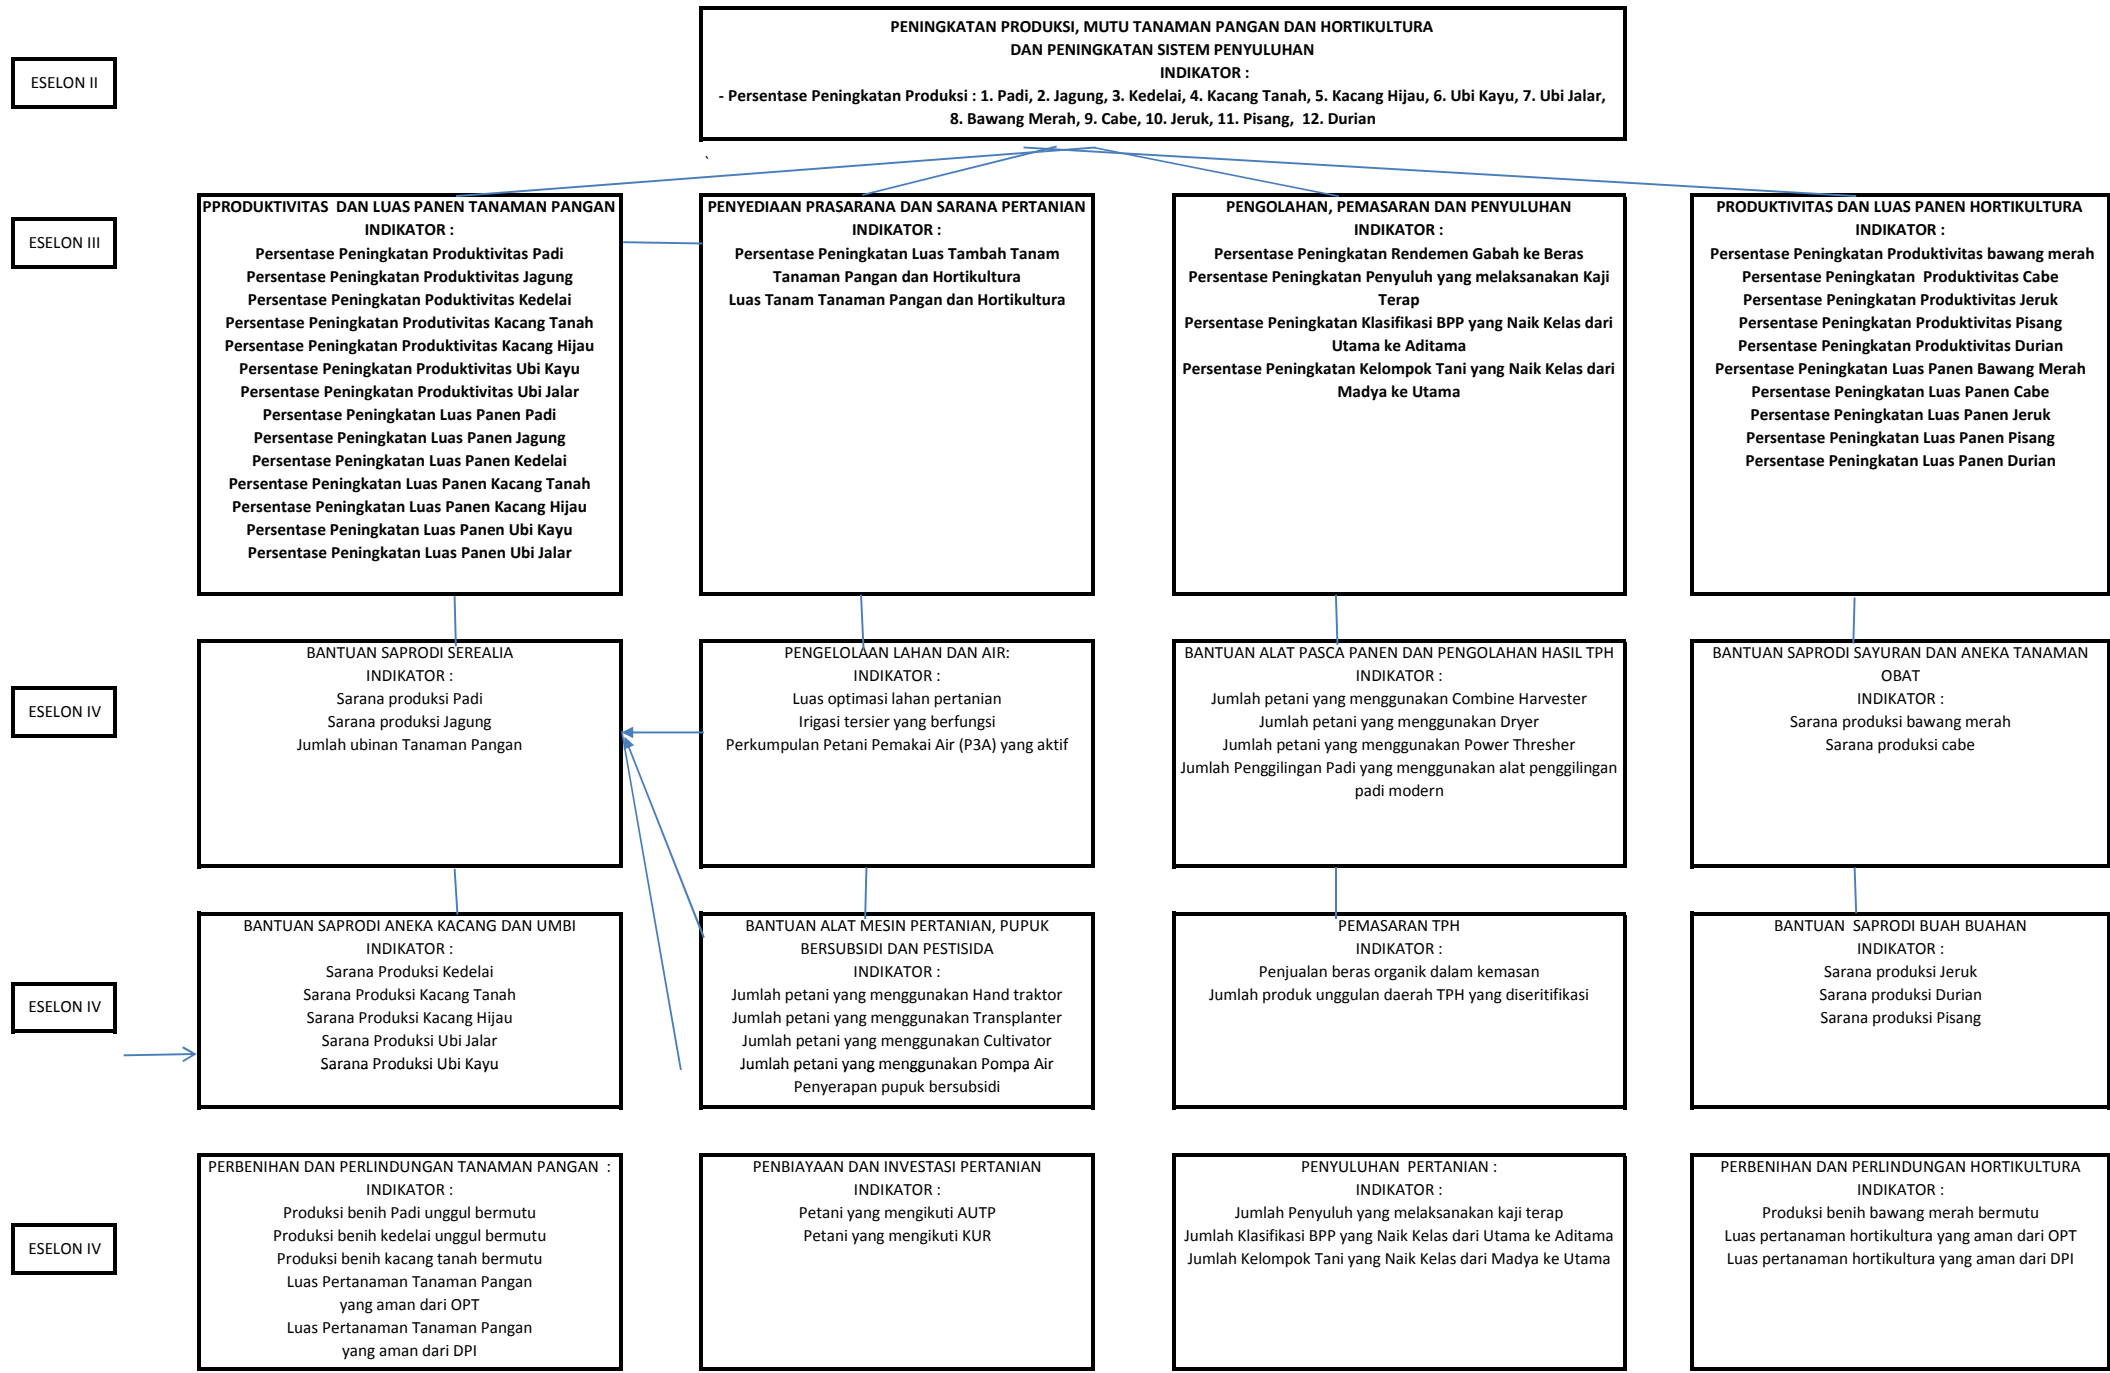 PENINGKATAN PRODUKSI, MUTU TANAMAN PANGAN DAN HORTIKULTURA
DAN PENINGKATAN SISTEM PENYULUHAN
INDIKATOR :
- Persentase Peningkatan Produksi : 1. Padi, 2. Jagung, 3. Kedelai, 4. Kacang Tanah, 5. Kacang Hijau, 6. Ubi Kayu, 7. Ubi Jalar,
8. Bawang Merah, 9. Cabe, 10. Jeruk, 11. Pisang, 12. Durian
ESELON II
`
ESELON III
PPRODUKTIVITAS DAN LUAS PANEN TANAMAN PANGAN
INDIKATOR :
Persentase Peningkatan Produktivitas Padi
Persentase Peningkatan Produktivitas Jagung
Persentase Peningkatan Poduktivitas Kedelai
Persentase Peningkatan Produtivitas Kacang Tanah
Persentase Peningkatan Produktivitas Kacang Hijau
Persentase Peningkatan Produktivitas Ubi Kayu
Persentase Peningkatan Produktivitas Ubi Jalar
Persentase Peningkatan Luas Panen Padi
Persentase Peningkatan Luas Panen Jagung
Persentase Peningkatan Luas Panen Kedelai
Persentase Peningkatan Luas Panen Kacang Tanah
Persentase Peningkatan Luas Panen Kacang Hijau
Persentase Peningkatan Luas Panen Ubi Kayu
Persentase Peningkatan Luas Panen Ubi Jalar
PENYEDIAAN PRASARANA DAN SARANA PERTANIAN
INDIKATOR :
Persentase Peningkatan Luas Tambah Tanam
Tanaman Pangan dan Hortikultura
Luas Tanam Tanaman Pangan dan Hortikultura
PENGOLAHAN, PEMASARAN DAN PENYULUHAN
INDIKATOR :
Persentase Peningkatan Rendemen Gabah ke Beras
Persentase Peningkatan Penyuluh yang melaksanakan Kaji
Terap
Persentase Peningkatan Klasifikasi BPP yang Naik Kelas dari
Utama ke Aditama
Persentase Peningkatan Kelompok Tani yang Naik Kelas dari
Madya ke Utama
PRODUKTIVITAS DAN LUAS PANEN HORTIKULTURA
INDIKATOR :
Persentase Peningkatan Produktivitas bawang merah
Persentase Peningkatan Produktivitas Cabe
Persentase Peningkatan Produktivitas Jeruk
Persentase Peningkatan Produktivitas Pisang
Persentase Peningkatan Produktivitas Durian
Persentase Peningkatan Luas Panen Bawang Merah
Persentase Peningkatan Luas Panen Cabe
Persentase Peningkatan Luas Panen Jeruk
Persentase Peningkatan Luas Panen Pisang
Persentase Peningkatan Luas Panen Durian
ESELON IV
BANTUAN SAPRODI SEREALIA
INDIKATOR :
Sarana produksi Padi
Sarana produksi Jagung
Jumlah ubinan Tanaman Pangan
PENGELOLAAN LAHAN DAN AIR:
INDIKATOR :
Luas optimasi lahan pertanian
Irigasi tersier yang berfungsi
Perkumpulan Petani Pemakai Air (P3A) yang aktif
BANTUAN ALAT PASCA PANEN DAN PENGOLAHAN HASIL TPH
INDIKATOR :
Jumlah petani yang menggunakan Combine Harvester
Jumlah petani yang menggunakan Dryer
Jumlah petani yang menggunakan Power Thresher
Jumlah Penggilingan Padi yang menggunakan alat penggilingan
padi modern
BANTUAN SAPRODI SAYURAN DAN ANEKA TANAMAN
OBAT
INDIKATOR :
Sarana produksi bawang merah
Sarana produksi cabe
ESELON IV
BANTUAN SAPRODI ANEKA KACANG DAN UMBI
INDIKATOR :
Sarana Produksi Kedelai
Sarana Produksi Kacang Tanah
Sarana Produksi Kacang Hijau
Sarana Produksi Ubi Jalar
Sarana Produksi Ubi Kayu
BANTUAN ALAT MESIN PERTANIAN, PUPUK
BERSUBSIDI DAN PESTISIDA
INDIKATOR :
Jumlah petani yang menggunakan Hand traktor
Jumlah petani yang menggunakan Transplanter
Jumlah petani yang menggunakan Cultivator
Jumlah petani yang menggunakan Pompa Air
Penyerapan pupuk bersubsidi
PEMASARAN TPH
INDIKATOR :
Penjualan beras organik dalam kemasan
Jumlah produk unggulan daerah TPH yang diseritifikasi
BANTUAN SAPRODI BUAH BUAHAN
INDIKATOR :
Sarana produksi Jeruk
Sarana produksi Durian
Sarana produksi Pisang
ESELON IV
PERBENIHAN DAN PERLINDUNGAN TANAMAN PANGAN :
INDIKATOR :
Produksi benih Padi unggul bermutu
Produksi benih kedelai unggul bermutu
Produksi benih kacang tanah bermutu
Luas Pertanaman Tanaman Pangan
yang aman dari OPT
Luas Pertanaman Tanaman Pangan
yang aman dari DPI
PENBIAYAAN DAN INVESTASI PERTANIAN
INDIKATOR :
Petani yang mengikuti AUTP
Petani yang mengikuti KUR
PENYULUHAN PERTANIAN :
INDIKATOR :
Jumlah Penyuluh yang melaksanakan kaji terap
Jumlah Klasifikasi BPP yang Naik Kelas dari Utama ke Aditama
Jumlah Kelompok Tani yang Naik Kelas dari Madya ke Utama
PERBENIHAN DAN PERLINDUNGAN HORTIKULTURA
INDIKATOR :
Produksi benih bawang merah bermutu
Luas pertanaman hortikultura yang aman dari OPT
Luas pertanaman hortikultura yang aman dari DPI